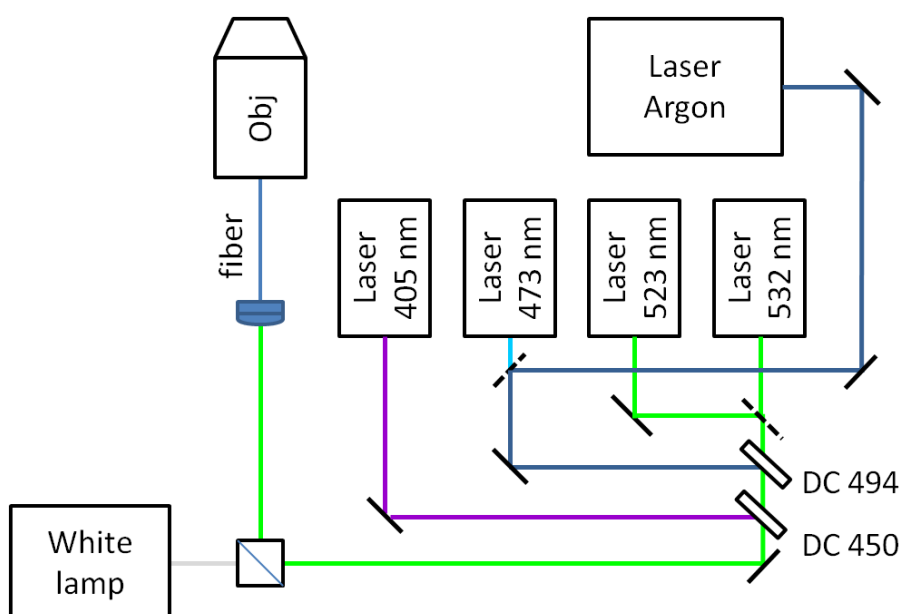 Laser
Argon
Obj
fiber
Laser
405 nm
Laser
473 nm
Laser
523 nm
Laser
532 nm
DC 494
DC 450
White
lamp